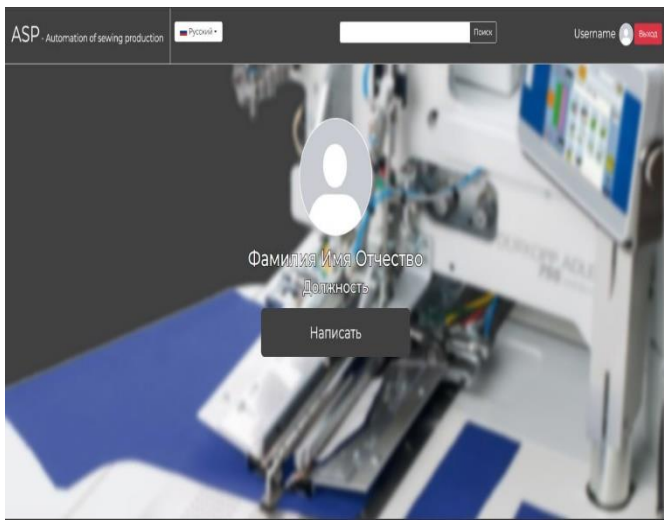 ASP - Automation of sewing production
Русский
Поиск
Username
Выход
Фамилия Имя Отчество
Должность
Написать